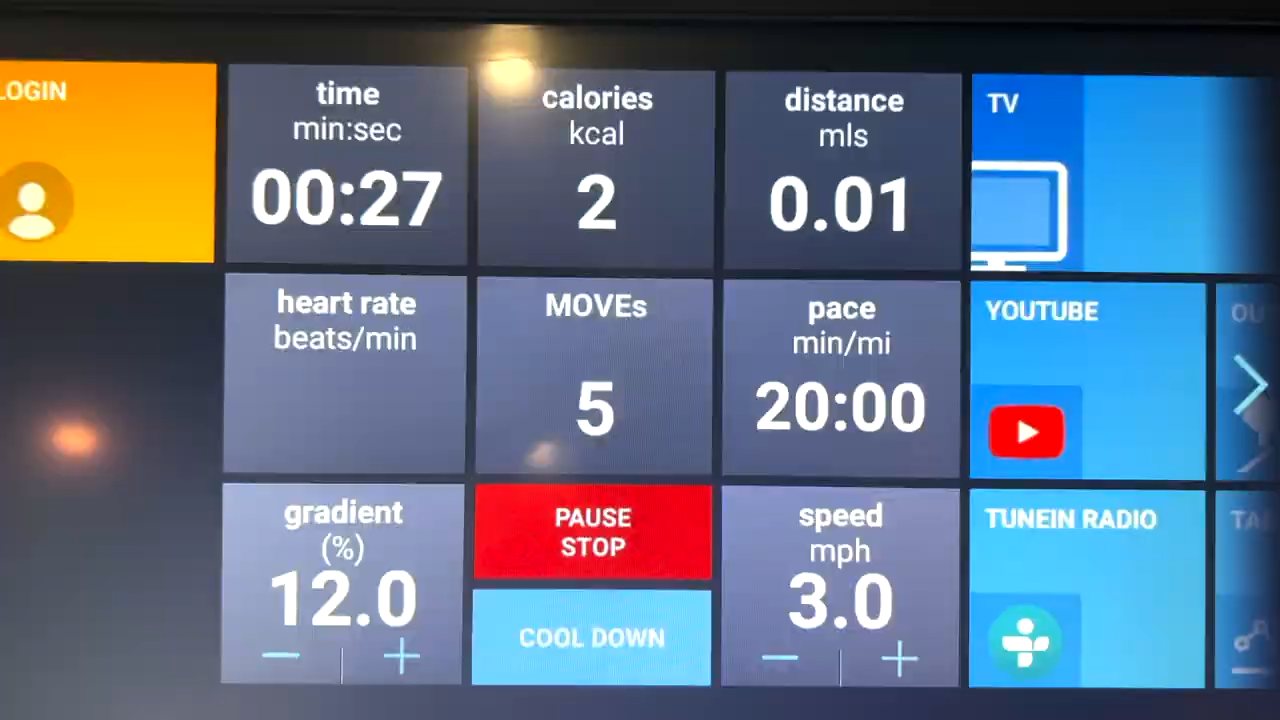 LOGIN
time
min:sec
00:27
calories
kcal
2
distance
mls
0.01
TV
heart rate
beats/min
MOVEs
5
pace
min/mi
20:00
YOUTUBE
OU
gradient
(%)
12.0
− +
PAUSE
STOP
COOL DOWN
speed
mph
3.0
− +
TUNEIN RADIO
TA